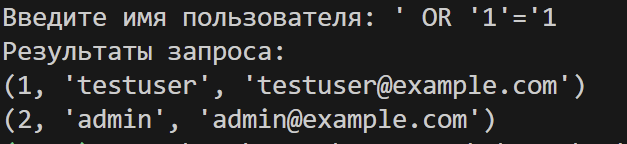 Введите имя пользователя: ' OR '1'='1
Результаты запроса:
(1, 'testuser', 'testuser@example.com')
(2, 'admin', 'admin@example.com')